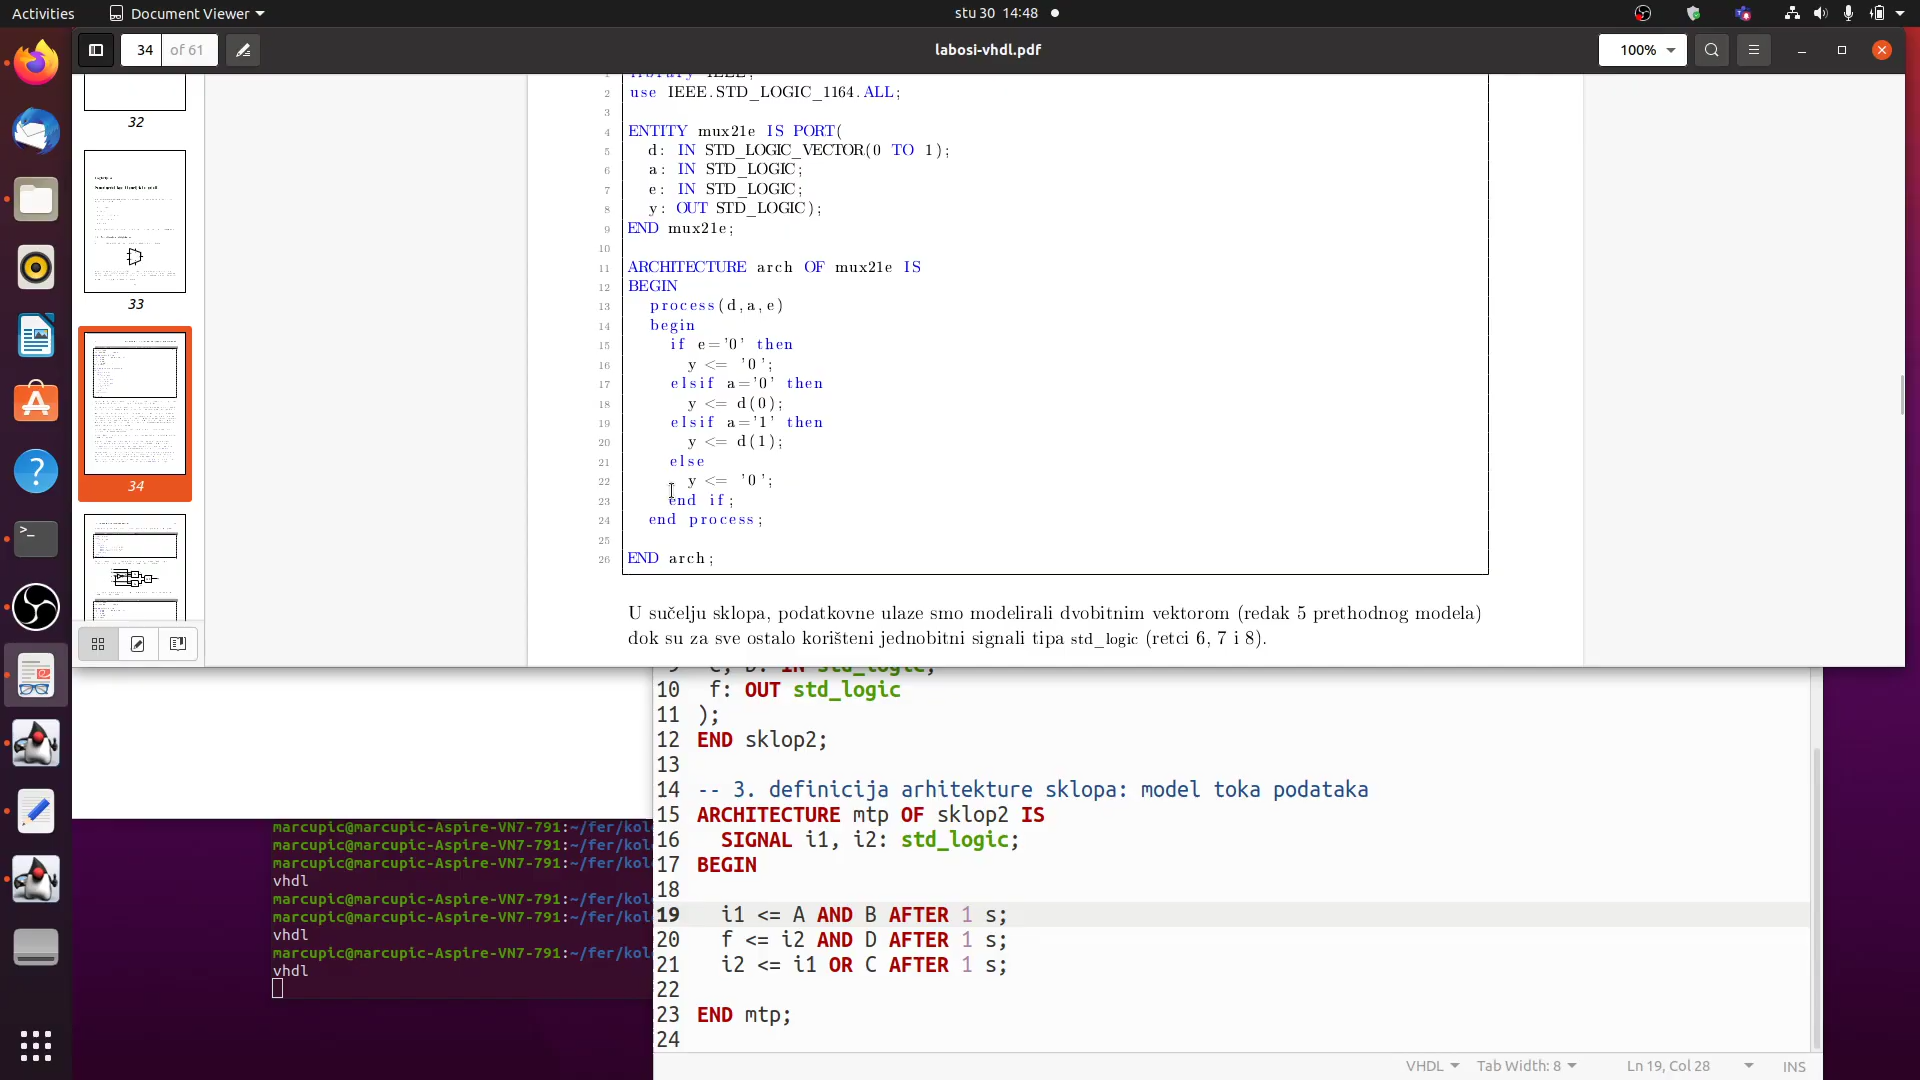 Activities
Document Viewer
stu 30 14:48
34 of 61
labosi-vhdl.pdf
100%
32
33
34
1 library IEEE;
2 use IEEE.STD_LOGIC_1164.ALL;
3
4 ENTITY mux21e IS PORT(
5 d: IN STD_LOGIC_VECTOR(0 TO 1);
6 a: IN STD_LOGIC;
7 e: IN STD_LOGIC;
8 y: OUT STD_LOGIC);
9 END mux21e;
10
11 ARCHITECTURE arch OF mux21e IS
12 BEGIN
13 process(d,a,e)
14 begin
15 if e='0' then
16 y <= '0';
17 elsif a='0' then
18 y <= d(0);
19 elsif a='1' then
20 y <= d(1);
21 else
22 y <= '0';
23 end if;
24 end process;
25
26 END arch;
U sučelju sklopa, podatkovne ulaze smo modelirali dvobitnim vektorom (redak 5 prethodnog modela)
dok su za sve ostalo korišteni jednobitni signali tipa std_logic (retci 6, 7 i 8).
9 C, D: IN std_logic;
10 f: OUT std_logic
11 );
12 END sklop2;
13
14 -- 3. definicija arhitekture sklopa: model toka podataka
15 ARCHITECTURE mtp OF sklop2 IS
16 SIGNAL i1, i2: std_logic;
17 BEGIN
18
19 i1 <= A AND B AFTER 1 s;
20 f <= i2 AND D AFTER 1 s;
21 i2 <= i1 OR C AFTER 1 s;
22
23 END mtp;
24
marcupic@marcupic-Aspire-VN7-791:~/fer/kol
marcupic@marcupic-Aspire-VN7-791:~/fer/kol
marcupic@marcupic-Aspire-VN7-791:~/fer/kol
vhdl
marcupic@marcupic-Aspire-VN7-791:~/fer/kol
marcupic@marcupic-Aspire-VN7-791:~/fer/kol
vhdl
marcupic@marcupic-Aspire-VN7-791:~/fer/kol
vhdl
VHDL
Tab Width: 8
Ln 19, Col 28
INS